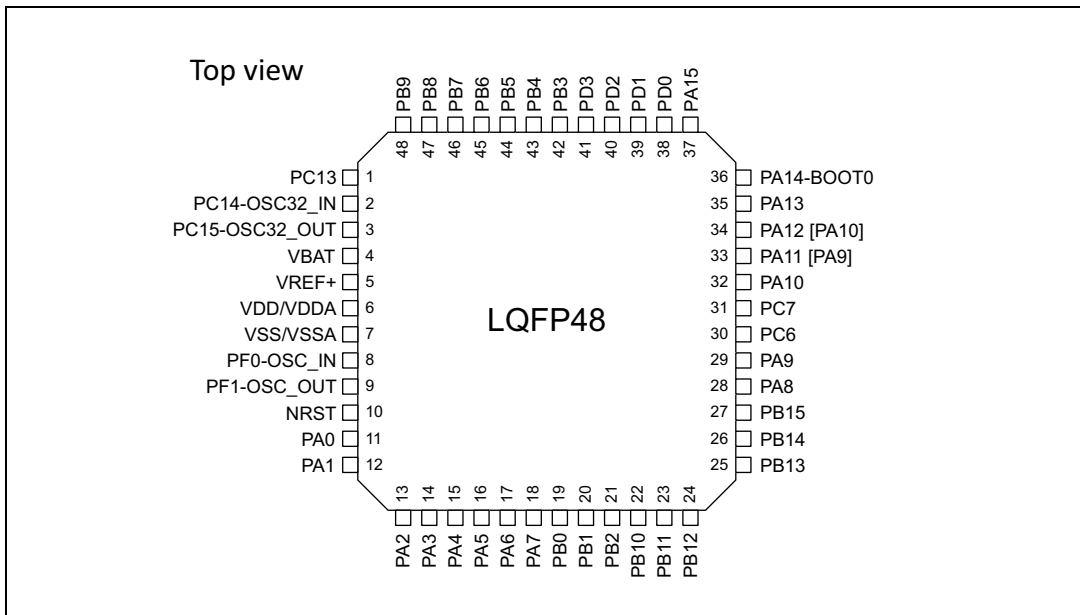 Top view
PB9
PB8
PB7
PB6
PB5
PB4
PB3
PD3
PD2
PD1
PD0
PA15
48
47
46
45
44
43
42
41
40
39
38
37
PC13 1
PC14-OSC32_IN 2
PC15-OSC32_OUT 3
VBAT 4
VREF+ 5
VDD/VDDA 6
VSS/VSSA 7
PF0-OSC_IN 8
PF1-OSC_OUT 9
NRST 10
PA0 11
PA1 12
LQFP48
36 PA14-BOOT0
35 PA13
34 PA12 [PA10]
33 PA11 [PA9]
32 PA10
31 PC7
30 PC6
29 PA9
28 PA8
27 PB15
26 PB14
25 PB13
13
14
15
16
17
18
19
20
21
22
23
24
PA2
PA3
PA4
PA5
PA6
PA7
PB0
PB1
PB2
PB10
PB11
PB12